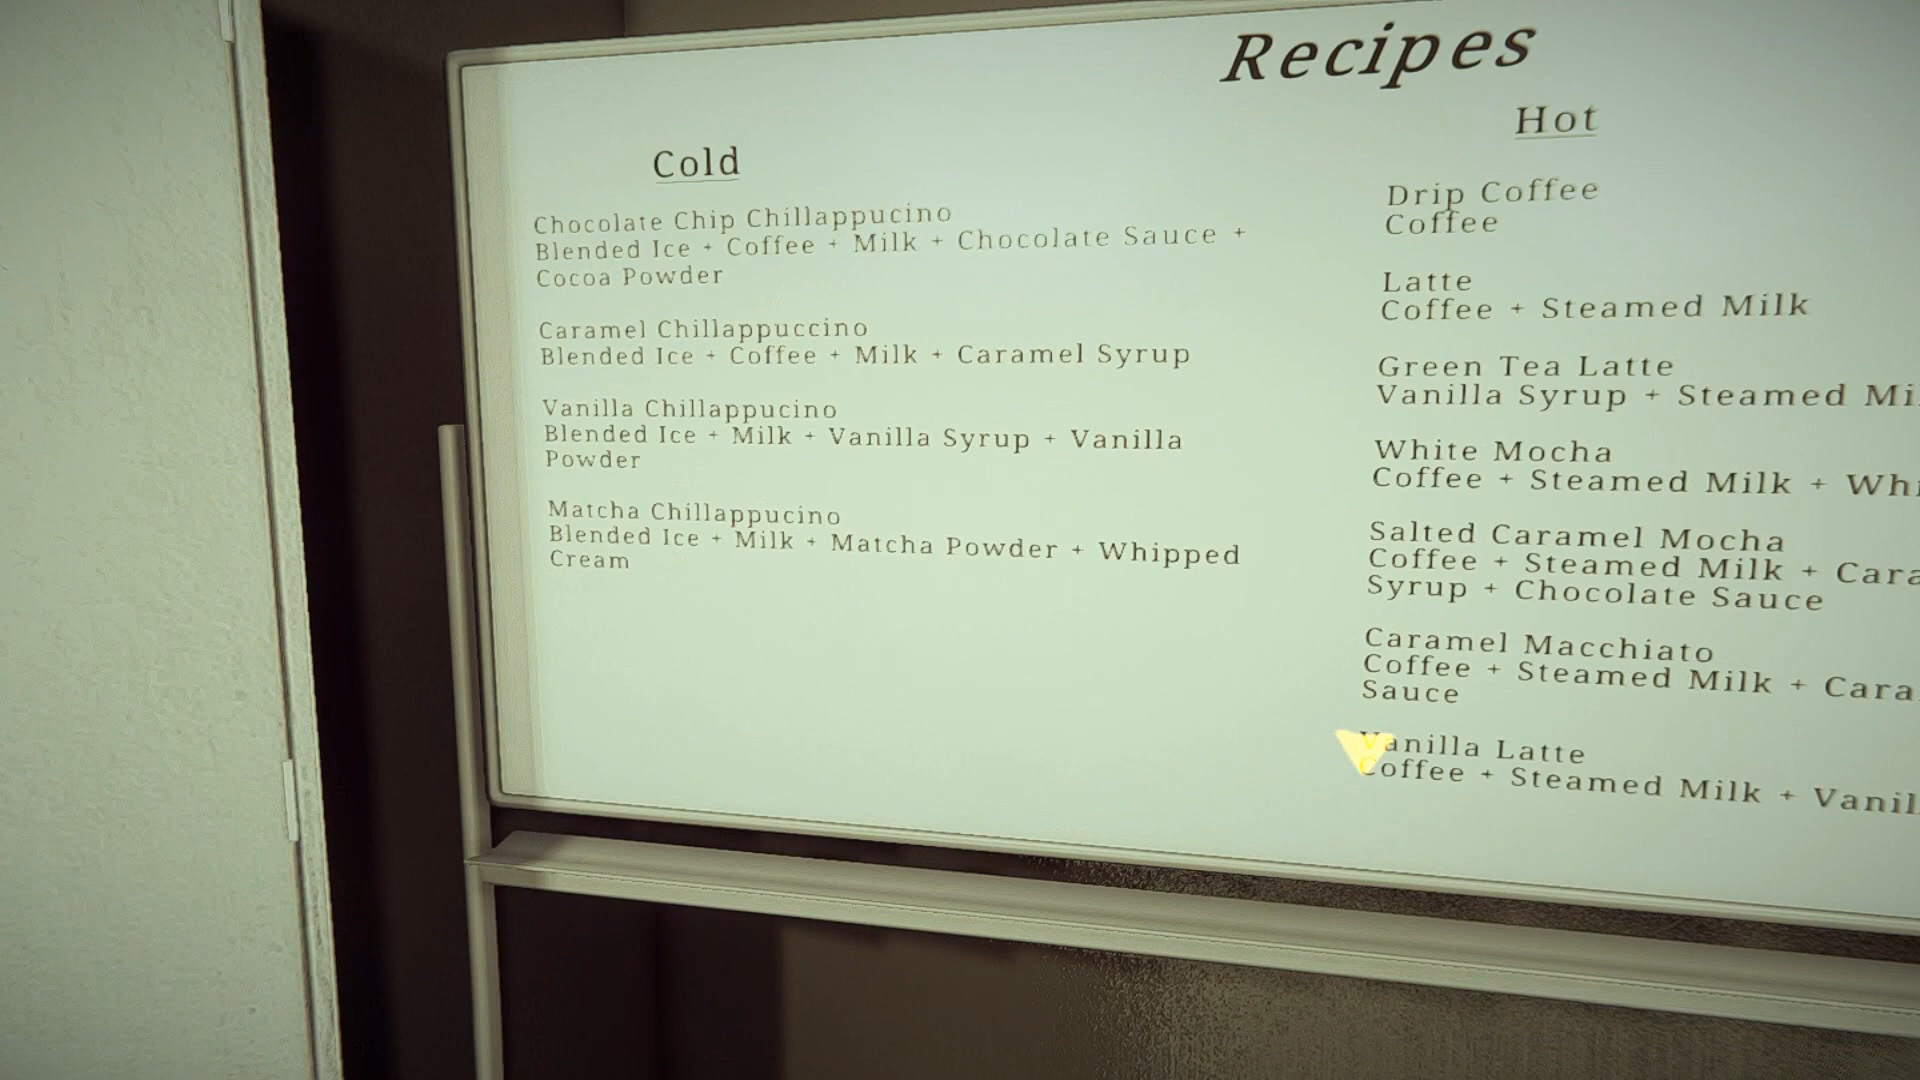 Recipes
Cold
Chocolate Chip Chillappucino
Blended Ice + Coffee + Milk + Chocolate Sauce +
Cocoa Powder
Caramel Chillappuccino
Blended Ice + Coffee + Milk + Caramel Syrup
Vanilla Chillappucino
Blended Ice + Milk + Vanilla Syrup + Vanilla
Powder
Matcha Chillappucino
Blended Ice + Milk + Matcha Powder + Whipped
Cream
Hot
Drip Coffee
Coffee
Latte
Coffee + Steamed Milk
Green Tea Latte
Vanilla Syrup + Steamed
White Mocha
Coffee + Steamed Milk +
Salted Caramel Mocha
Coffee + Steamed Milk +
Syrup + Chocolate Sauce
Caramel Macchiato
Coffee + Steamed Milk +
Sauce
Vanilla Latte
Coffee + Steamed Milk +